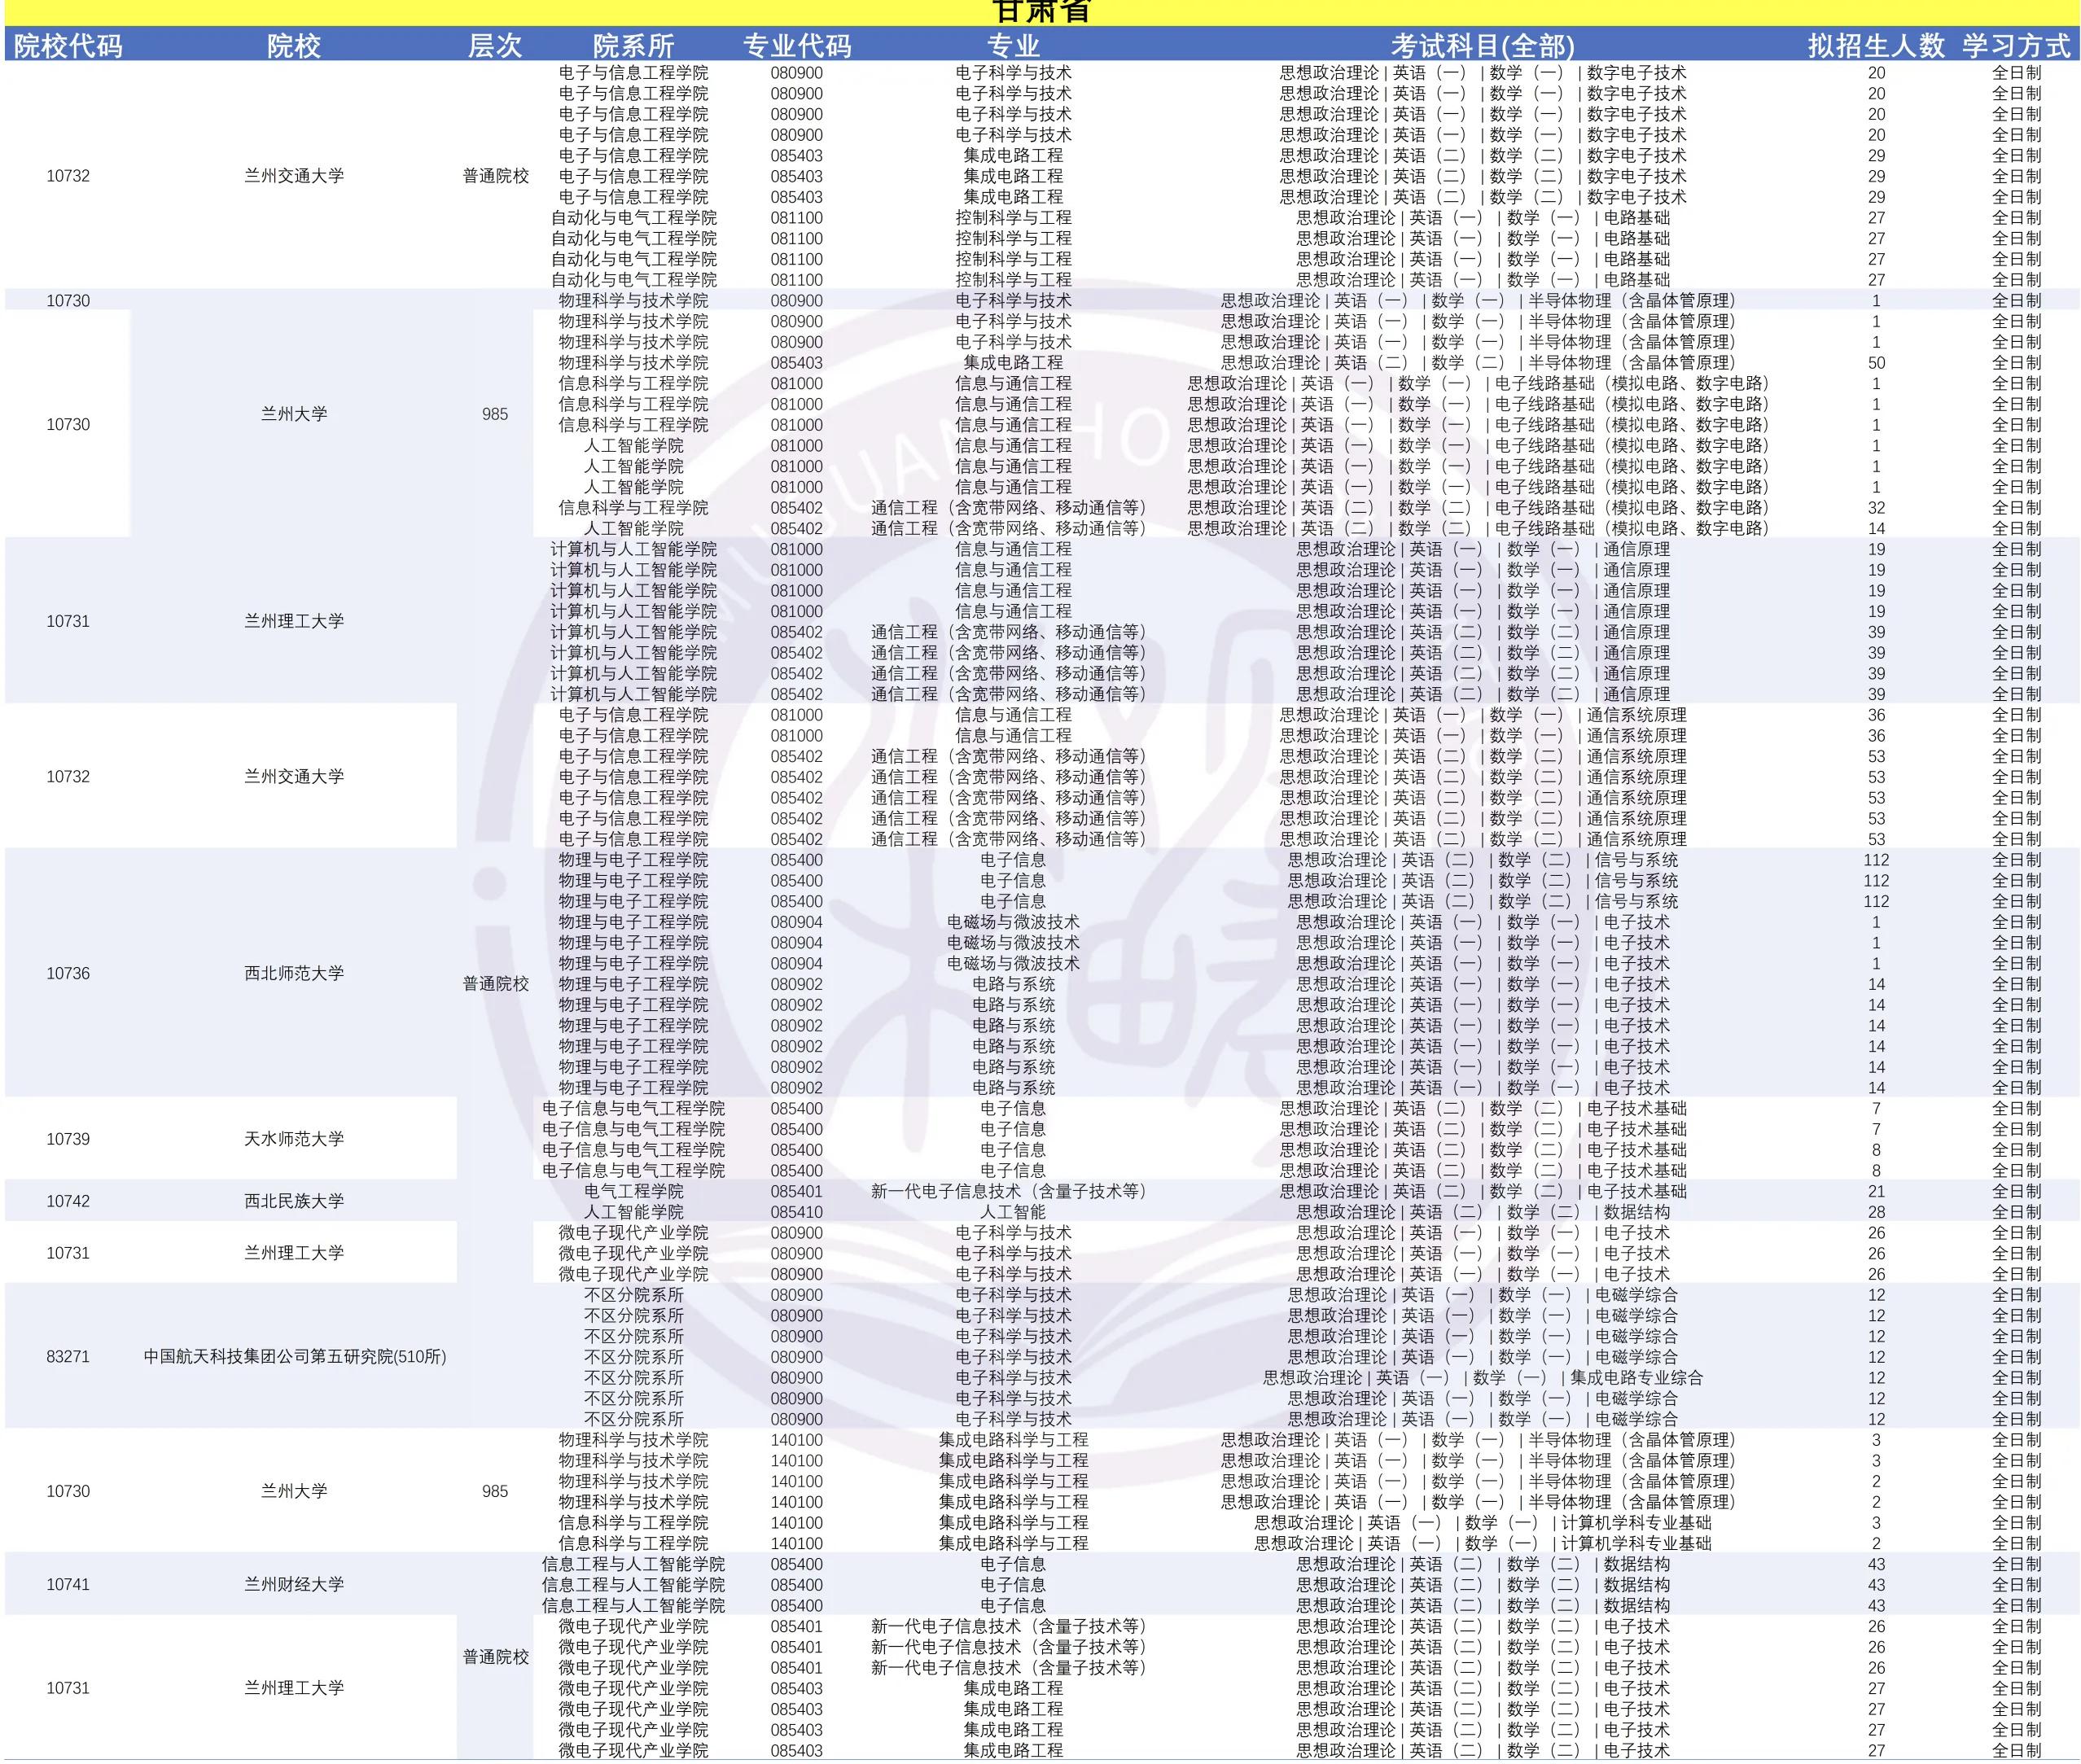 甘肃省
院校代码 院校 层次 院系所 专业代码 专业 考试科目(全部) 拟招生人数 学习方式
电子与信息工程学院 080900 电子科学与技术 思想政治理论 | 英语（一） | 数学（一） | 数字电子技术 20 全日制
电子与信息工程学院 080900 电子科学与技术 思想政治理论 | 英语（一） | 数学（一） | 数字电子技术 20 全日制
电子与信息工程学院 080900 电子科学与技术 思想政治理论 | 英语（一） | 数学（一） | 数字电子技术 20 全日制
电子与信息工程学院 080900 电子科学与技术 思想政治理论 | 英语（一） | 数学（一） | 数字电子技术 20 全日制
电子与信息工程学院 085403 集成电路工程 思想政治理论 | 英语（二） | 数学（二） | 数字电子技术 29 全日制
10732 兰州交通大学 普通院校 电子与信息工程学院 085403 集成电路工程 思想政治理论 | 英语（二） | 数学（二） | 数字电子技术 29 全日制
电子与信息工程学院 085403 集成电路工程 思想政治理论 | 英语（二） | 数学（二） | 数字电子技术 29 全日制
自动化与电气工程学院 081100 控制科学与工程 思想政治理论 | 英语（一） | 数学（一） | 电路基础 27 全日制
自动化与电气工程学院 081100 控制科学与工程 思想政治理论 | 英语（一） | 数学（一） | 电路基础 27 全日制
自动化与电气工程学院 081100 控制科学与工程 思想政治理论 | 英语（一） | 数学（一） | 电路基础 27 全日制
自动化与电气工程学院 081100 控制科学与工程 思想政治理论 | 英语（一） | 数学（一） | 电路基础 27 全日制
10730 物理科学与技术学院 080900 电子科学与技术 思想政治理论 | 英语（一） | 数学（一） | 半导体物理（含晶体管原理） 1 全日制
物理科学与技术学院 080900 电子科学与技术 思想政治理论 | 英语（一） | 数学（一） | 半导体物理（含晶体管原理） 1 全日制
物理科学与技术学院 080900 电子科学与技术 思想政治理论 | 英语（一） | 数学（一） | 半导体物理（含晶体管原理） 1 全日制
物理科学与技术学院 085403 集成电路工程 思想政治理论 | 英语（二） | 数学（二） | 半导体物理（含晶体管原理） 50 全日制
信息科学与工程学院 081000 信息与通信工程 思想政治理论 | 英语（一） | 数学（一） | 电子线路基础（模拟电路、数字电路） 1 全日制
兰州大学 985 信息科学与工程学院 081000 信息与通信工程 思想政治理论 | 英语（一） | 数学（一） | 电子线路基础（模拟电路、数字电路） 1 全日制
10730 信息科学与工程学院 081000 信息与通信工程 思想政治理论 | 英语（一） | 数学（一） | 电子线路基础（模拟电路、数字电路） 1 全日制
人工智能学院 081000 信息与通信工程 思想政治理论 | 英语（一） | 数学（一） | 电子线路基础（模拟电路、数字电路） 1 全日制
人工智能学院 081000 信息与通信工程 思想政治理论 | 英语（一） | 数学（一） | 电子线路基础（模拟电路、数字电路） 1 全日制
人工智能学院 081000 信息与通信工程 思想政治理论 | 英语（一） | 数学（一） | 电子线路基础（模拟电路、数字电路） 1 全日制
信息科学与工程学院 085402 通信工程（含宽带网络、移动通信等） 思想政治理论 | 英语（二） | 数学（二） | 电子线路基础（模拟电路、数字电路） 32 全日制
人工智能学院 085402 通信工程（含宽带网络、移动通信等） 思想政治理论 | 英语（二） | 数学（二） | 电子线路基础（模拟电路、数字电路） 14 全日制
计算机与人工智能学院 081000 信息与通信工程 思想政治理论 | 英语（一） | 数学（一） | 通信原理 19 全日制
计算机与人工智能学院 081000 信息与通信工程 思想政治理论 | 英语（一） | 数学（一） | 通信原理 19 全日制
计算机与人工智能学院 081000 信息与通信工程 思想政治理论 | 英语（一） | 数学（一） | 通信原理 19 全日制
10731 兰州理工大学 计算机与人工智能学院 081000 信息与通信工程 思想政治理论 | 英语（一） | 数学（一） | 通信原理 19 全日制
计算机与人工智能学院 085402 通信工程（含宽带网络、移动通信等） 思想政治理论 | 英语（二） | 数学（二） | 通信原理 39 全日制
计算机与人工智能学院 085402 通信工程（含宽带网络、移动通信等） 思想政治理论 | 英语（二） | 数学（二） | 通信原理 39 全日制
计算机与人工智能学院 085402 通信工程（含宽带网络、移动通信等） 思想政治理论 | 英语（二） | 数学（二） | 通信原理 39 全日制
计算机与人工智能学院 085402 通信工程（含宽带网络、移动通信等） 思想政治理论 | 英语（二） | 数学（二） | 通信原理 39 全日制
电子与信息工程学院 081000 信息与通信工程 思想政治理论 | 英语（一） | 数学（一） | 通信系统原理 36 全日制
电子与信息工程学院 081000 信息与通信工程 思想政治理论 | 英语（一） | 数学（一） | 通信系统原理 36 全日制
电子与信息工程学院 085402 通信工程（含宽带网络、移动通信等） 思想政治理论 | 英语（二） | 数学（二） | 通信系统原理 53 全日制
10732 兰州交通大学 电子与信息工程学院 085402 通信工程（含宽带网络、移动通信等） 思想政治理论 | 英语（二） | 数学（二） | 通信系统原理 53 全日制
电子与信息工程学院 085402 通信工程（含宽带网络、移动通信等） 思想政治理论 | 英语（二） | 数学（二） | 通信系统原理 53 全日制
电子与信息工程学院 085402 通信工程（含宽带网络、移动通信等） 思想政治理论 | 英语（二） | 数学（二） | 通信系统原理 53 全日制
电子与信息工程学院 085402 通信工程（含宽带网络、移动通信等） 思想政治理论 | 英语（二） | 数学（二） | 通信系统原理 53 全日制
物理与电子工程学院 085400 电子信息 思想政治理论 | 英语（二） | 数学（二） | 信号与系统 112 全日制
物理与电子工程学院 085400 电子信息 思想政治理论 | 英语（二） | 数学（二） | 信号与系统 112 全日制
物理与电子工程学院 085400 电子信息 思想政治理论 | 英语（二） | 数学（二） | 信号与系统 112 全日制
物理与电子工程学院 080904 电磁场与微波技术 思想政治理论 | 英语（一） | 数学（一） | 电子技术 1 全日制
物理与电子工程学院 080904 电磁场与微波技术 思想政治理论 | 英语（一） | 数学（一） | 电子技术 1 全日制
10736 西北师范大学 物理与电子工程学院 080904 电磁场与微波技术 思想政治理论 | 英语（一） | 数学（一） | 电子技术 1 全日制
普通院校 物理与电子工程学院 080902 电路与系统 思想政治理论 | 英语（一） | 数学（一） | 电子技术 14 全日制
物理与电子工程学院 080902 电路与系统 思想政治理论 | 英语（一） | 数学（一） | 电子技术 14 全日制
物理与电子工程学院 080902 电路与系统 思想政治理论 | 英语（一） | 数学（一） | 电子技术 14 全日制
物理与电子工程学院 080902 电路与系统 思想政治理论 | 英语（一） | 数学（一） | 电子技术 14 全日制
物理与电子工程学院 080902 电路与系统 思想政治理论 | 英语（一） | 数学（一） | 电子技术 14 全日制
物理与电子工程学院 080902 电路与系统 思想政治理论 | 英语（一） | 数学（一） | 电子技术 14 全日制
电子信息与电气工程学院 085400 电子信息 思想政治理论 | 英语（二） | 数学（二） | 电子技术基础 7 全日制
10739 天水师范大学 电子信息与电气工程学院 085400 电子信息 思想政治理论 | 英语（二） | 数学（二） | 电子技术基础 7 全日制
电子信息与电气工程学院 085400 电子信息 思想政治理论 | 英语（二） | 数学（二） | 电子技术基础 8 全日制
电子信息与电气工程学院 085400 电子信息 思想政治理论 | 英语（二） | 数学（二） | 电子技术基础 8 全日制
10742 西北民族大学 电气工程学院 085401 新一代电子信息技术（含量子技术等） 思想政治理论 | 英语（二） | 数学（二） | 电子技术基础 21 全日制
人工智能学院 085410 人工智能 思想政治理论 | 英语（二） | 数学（二） | 数据结构 28 全日制
微电子现代产业学院 080900 电子科学与技术 思想政治理论 | 英语（一） | 数学（一） | 电子技术 26 全日制
10731 兰州理工大学 微电子现代产业学院 080900 电子科学与技术 思想政治理论 | 英语（一） | 数学（一） | 电子技术 26 全日制
微电子现代产业学院 080900 电子科学与技术 思想政治理论 | 英语（一） | 数学（一） | 电子技术 26 全日制
不区分院系所 080900 电子科学与技术 思想政治理论 | 英语（一） | 数学（一） | 电磁学综合 12 全日制
不区分院系所 080900 电子科学与技术 思想政治理论 | 英语（一） | 数学（一） | 电磁学综合 12 全日制
不区分院系所 080900 电子科学与技术 思想政治理论 | 英语（一） | 数学（一） | 电磁学综合 12 全日制
83271 中国航天科技集团公司第五研究院(510所) 不区分院系所 080900 电子科学与技术 思想政治理论 | 英语（一） | 数学（一） | 电磁学综合 12 全日制
不区分院系所 080900 电子科学与技术 思想政治理论 | 英语（一） | 数学（一） | 集成电路专业综合 12 全日制
不区分院系所 080900 电子科学与技术 思想政治理论 | 英语（一） | 数学（一） | 电磁学综合 12 全日制
不区分院系所 080900 电子科学与技术 思想政治理论 | 英语（一） | 数学（一） | 电磁学综合 12 全日制
物理科学与技术学院 140100 集成电路科学与工程 思想政治理论 | 英语（一） | 数学（一） | 半导体物理（含晶体管原理） 3 全日制
物理科学与技术学院 140100 集成电路科学与工程 思想政治理论 | 英语（一） | 数学（一） | 半导体物理（含晶体管原理） 3 全日制
10730 兰州大学 985 物理科学与技术学院 140100 集成电路科学与工程 思想政治理论 | 英语（一） | 数学（一） | 半导体物理（含晶体管原理） 2 全日制
物理科学与技术学院 140100 集成电路科学与工程 思想政治理论 | 英语（一） | 数学（一） | 半导体物理（含晶体管原理） 2 全日制
信息科学与工程学院 140100 集成电路科学与工程 思想政治理论 | 英语（一） | 数学（一） | 计算机学科专业基础 3 全日制
信息科学与工程学院 140100 集成电路科学与工程 思想政治理论 | 英语（一） | 数学（一） | 计算机学科专业基础 2 全日制
信息工程与人工智能学院 085400 电子信息 思想政治理论 | 英语（二） | 数学（二） | 数据结构 43 全日制
10741 兰州财经大学 信息工程与人工智能学院 085400 电子信息 思想政治理论 | 英语（二） | 数学（二） | 数据结构 43 全日制
信息工程与人工智能学院 085400 电子信息 思想政治理论 | 英语（二） | 数学（二） | 数据结构 43 全日制
微电子现代产业学院 085401 新一代电子信息技术（含量子技术等） 思想政治理论 | 英语（二） | 数学（二） | 电子技术 26 全日制
普通院校 微电子现代产业学院 085401 新一代电子信息技术（含量子技术等） 思想政治理论 | 英语（二） | 数学（二） | 电子技术 26 全日制
微电子现代产业学院 085401 新一代电子信息技术（含量子技术等） 思想政治理论 | 英语（二） | 数学（二） | 电子技术 26 全日制
10731 兰州理工大学 微电子现代产业学院 085403 集成电路工程 思想政治理论 | 英语（二） | 数学（二） | 电子技术 27 全日制
微电子现代产业学院 085403 集成电路工程 思想政治理论 | 英语（二） | 数学（二） | 电子技术 27 全日制
微电子现代产业学院 085403 集成电路工程 思想政治理论 | 英语（二） | 数学（二） | 电子技术 27 全日制
微电子现代产业学院 085403 集成电路工程 思想政治理论 | 英语（二） | 数学（二） | 电子技术 27 全日制